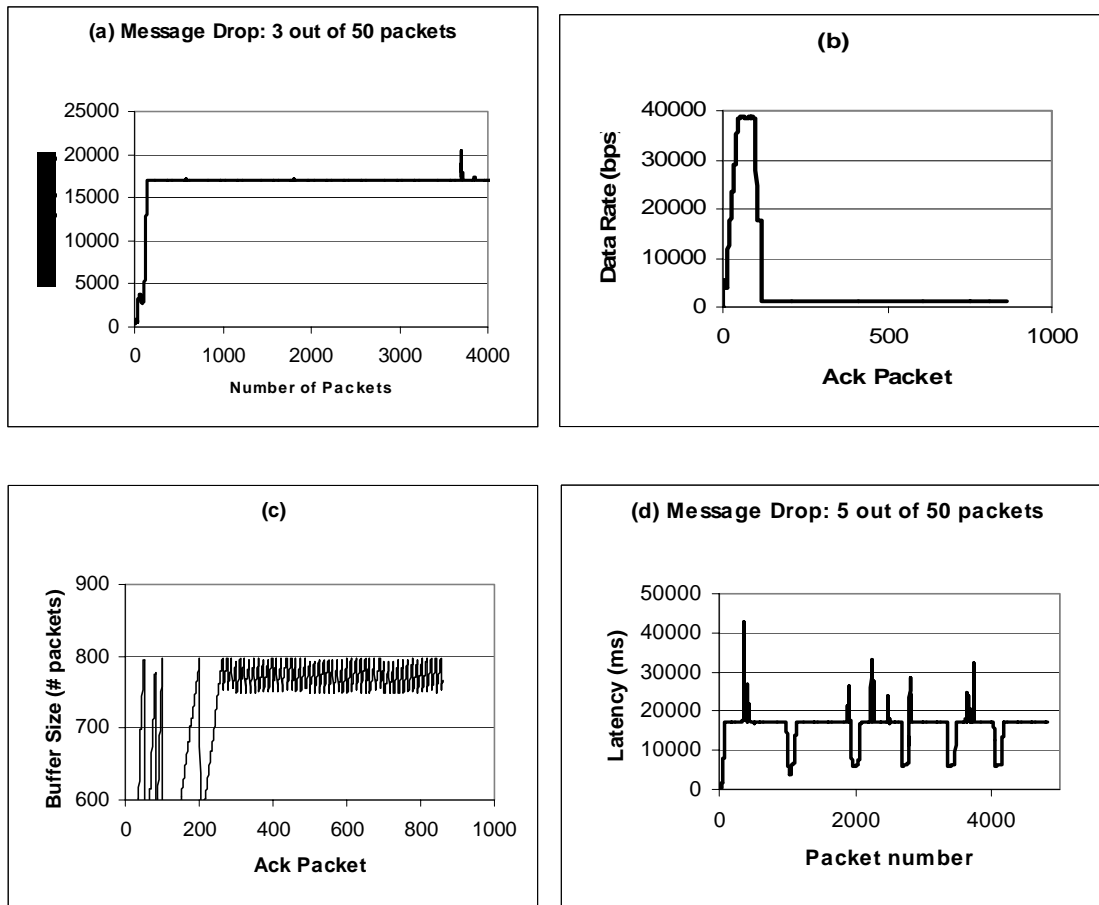 (a) Message Drop: 3 out of 50 packets
25000
20000
15000
10000
5000
0
0 1000 2000 3000 4000
Number of Packets
(b)
Data Rate (bps)
40000
30000
20000
10000
0
0 500 1000
Ack Packet
(c)
Buffer Size (# packets)
900
800
700
600
0 200 400 600 800 1000
Ack Packet
(d) Message Drop: 5 out of 50 packets
Latency (ms)
50000
40000
30000
20000
10000
0
0 2000 4000
Packet number